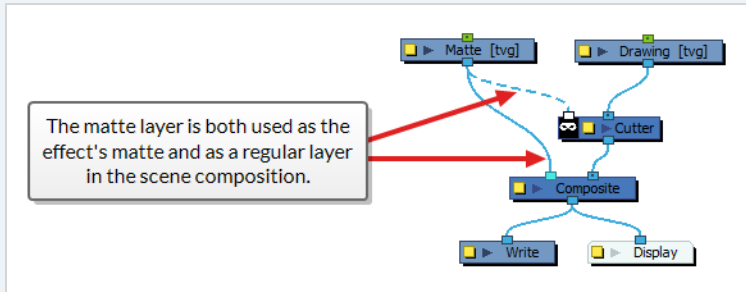 Matte [tvg]
Drawing [tvg]
The matte layer is both used as the
effect's matte and as a regular layer
in the scene composition.
Cutter
Composite
Write
Display